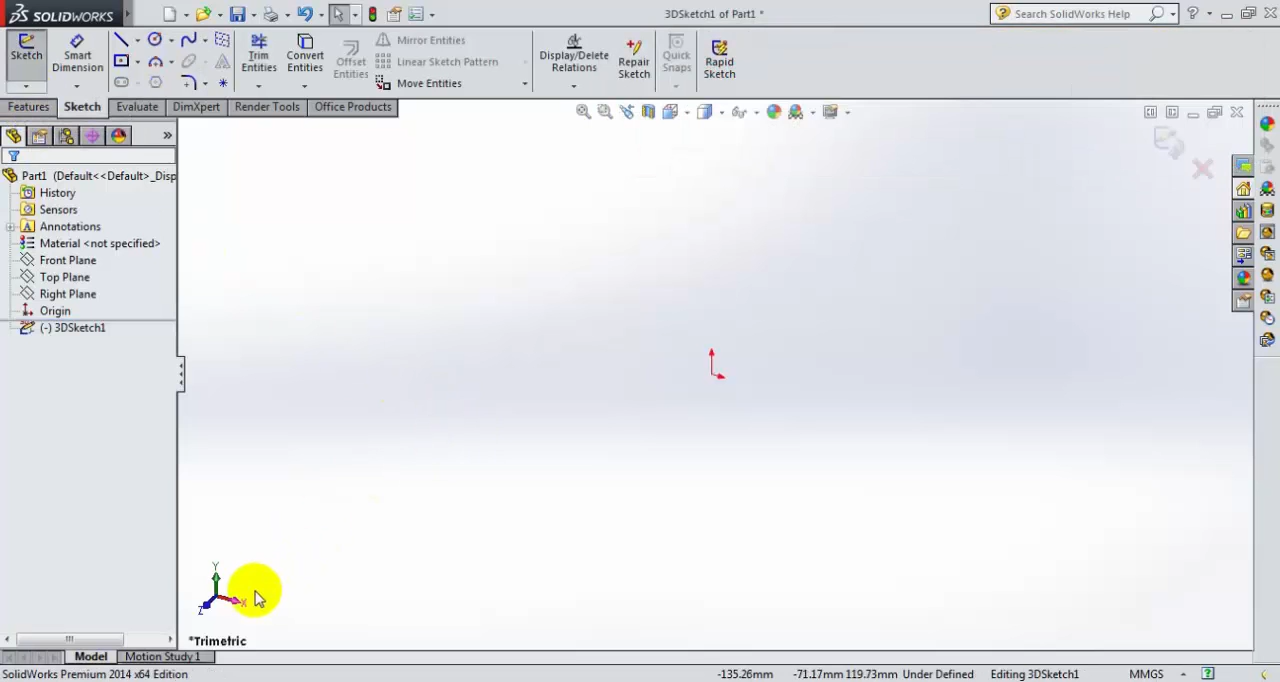 SOLIDWORKS
3DSketch1 of Part1 *
Search SolidWorks Help
Sketch
Smart
Dimension
Trim
Entities
Convert
Entities
Offset
Entities
Mirror Entities
Linear Sketch Pattern
Move Entities
Display/Delete
Relations
Repair
Sketch
Quick
Snaps
Rapid
Sketch
Features
Sketch
Evaluate
DimXpert
Render Tools
Office Products
Part1 (Default<<Default>_Disp
History
Sensors
Annotations
Material <not specified>
Front Plane
Top Plane
Right Plane
Origin
(-) 3DSketch1
Y
X
Z
*Trimetric
Model
Motion Study 1
SolidWorks Premium 2014 x64 Edition
-135.26mm
-71.17mm 119.73mm Under Defined
Editing 3DSketch1
MMGS